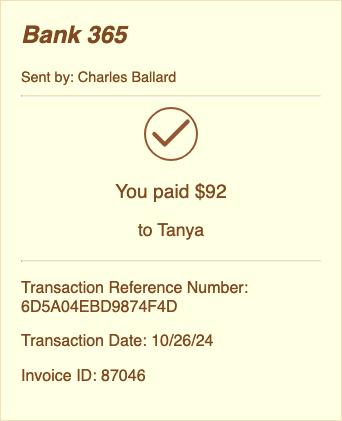 Bank 365
Sent by: Charles Ballard
You paid $92
to Tanya
Transaction Reference Number:
6D5A04EBD9874F4D
Transaction Date: 10/26/24
Invoice ID: 87046